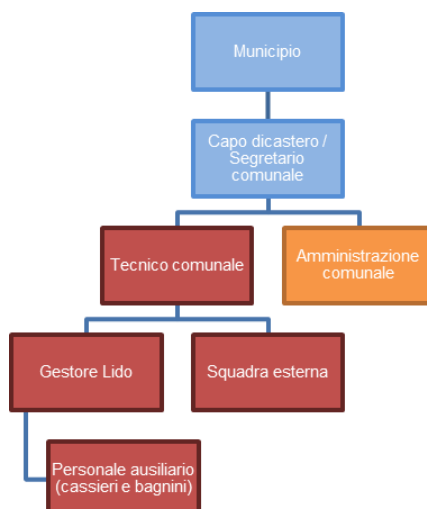 Municipio
Capo dicastero /
Segretario
comunale
Tecnico comunale
Amministrazione
comunale
Gestore Lido
Squadra esterna
Personale ausiliario
(cassieri e bagnini)